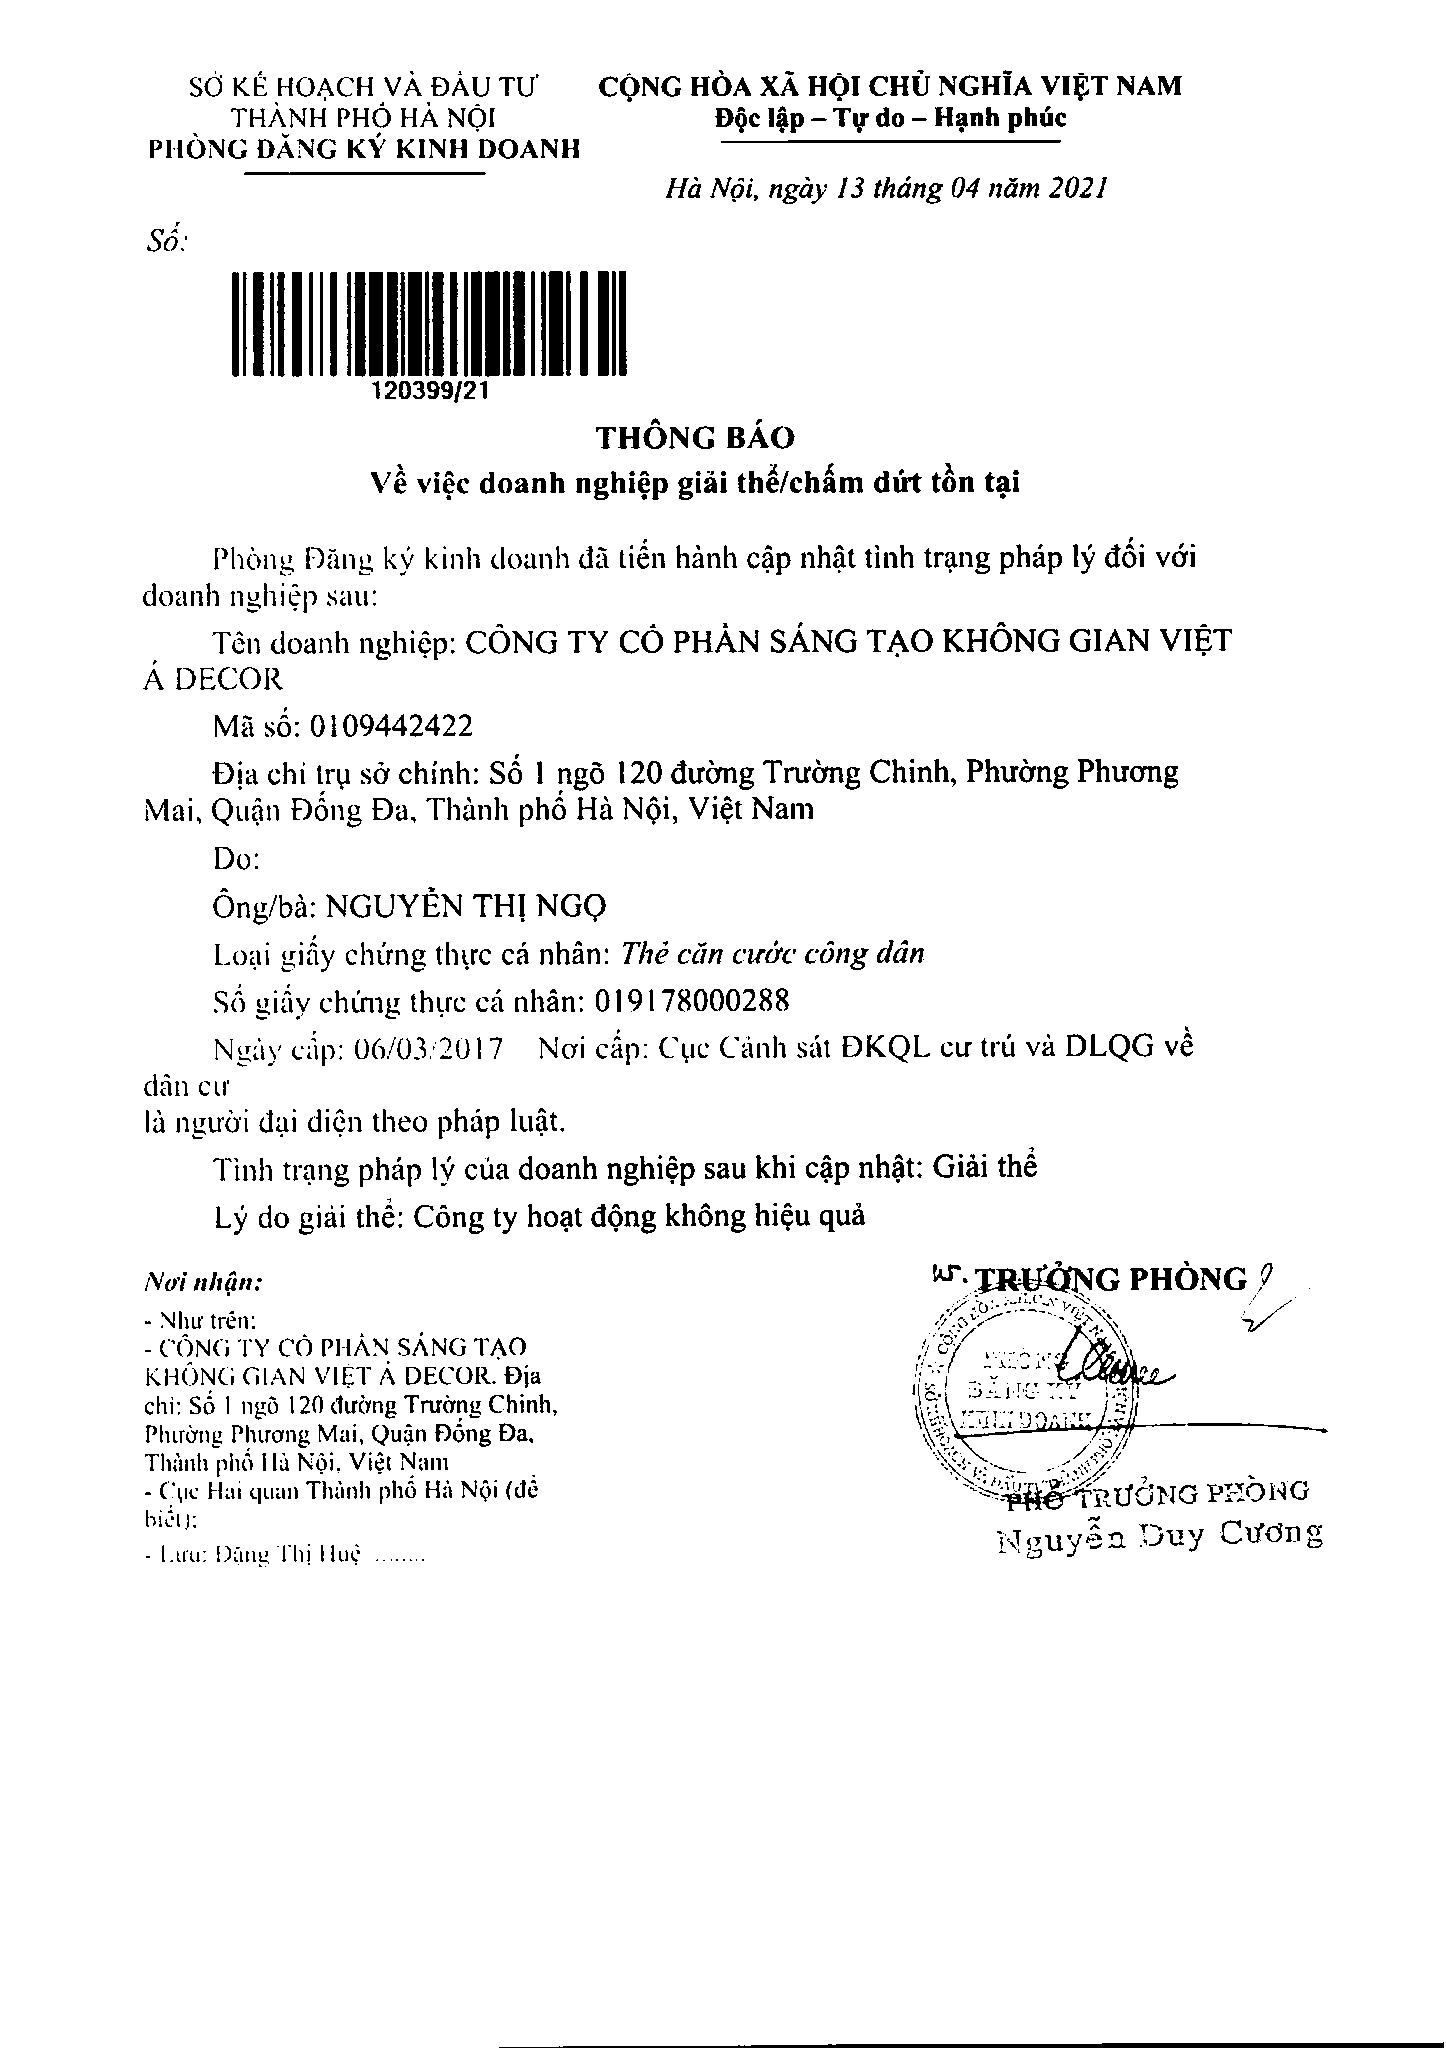 SỞ KẾ HOẠCH VÀ ĐẦU TƯ
THÀNH PHỐ HÀ NỘI
PHÒNG ĐĂNG KÝ KINH DOANH
CỘNG HÒA XÃ HỘI CHỦ NGHĨA VIỆT NAM
Độc lập – Tự do – Hạnh phúc
Hà Nội, ngày 13 tháng 04 năm 2021
Số:
120399/21
THÔNG BÁO
Về việc doanh nghiệp giải thể/chấm dứt tồn tại
Phòng Đăng ký kinh doanh đã tiến hành cập nhật tình trạng pháp lý đối với
doanh nghiệp sau:
Tên doanh nghiệp: CÔNG TY CỔ PHẦN SÁNG TẠO KHÔNG GIAN VIỆT
Á DECOR
Mã số: 0109442422
Địa chỉ trụ sở chính: Số 1 ngõ 120 đường Trường Chinh, Phường Phương
Mai, Quận Đống Đa, Thành phố Hà Nội, Việt Nam
Do:
Ông/bà: NGUYỄN THỊ NGỌ
Loại giấy chứng thực cá nhân: Thẻ căn cước công dân
Số giấy chứng thực cá nhân: 019178000288
Ngày cấp: 06/03/2017 Nơi cấp: Cục Cảnh sát ĐKQL cư trú và DLQG về
dân cư
là người đại diện theo pháp luật.
Tình trạng pháp lý của doanh nghiệp sau khi cập nhật: Giải thể
Lý do giải thể: Công ty hoạt động không hiệu quả
Nơi nhận:
- Như trên;
- CÔNG TY CỔ PHẦN SÁNG TẠO
KHÔNG GIAN VIỆT Á DECOR. Địa
chỉ: Số 1 ngõ 120 đường Trường Chinh,
Phường Phương Mai, Quận Đống Đa,
Thành phố Hà Nội, Việt Nam
- Cục Hải quan Thành phố Hà Nội (để
biết);
- Lưu: Đặng Thị Huệ ........
TRƯỞNG PHÒNG
PHÒNG
ĐĂNG KÝ
KINH DOANH
PHÓ TRƯỞNG PHÒNG
Nguyễn Duy Cương